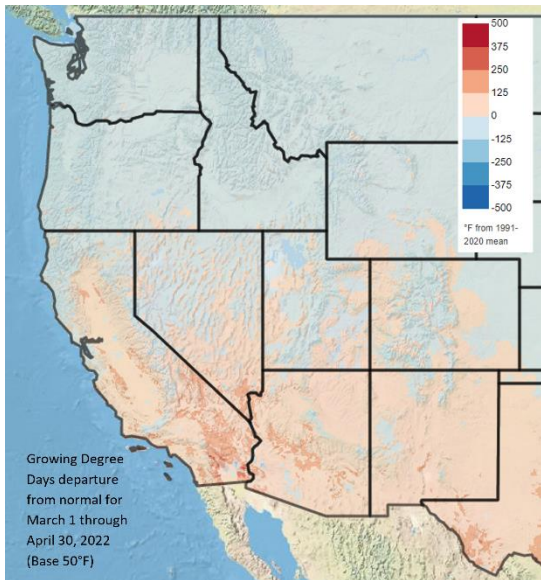 500
375
250
125
0
-125
-250
-375
-500
°F from 1991-
2020 mean
Growing Degree
Days departure
from normal for
March 1 through
April 30, 2022
(Base 50°F)